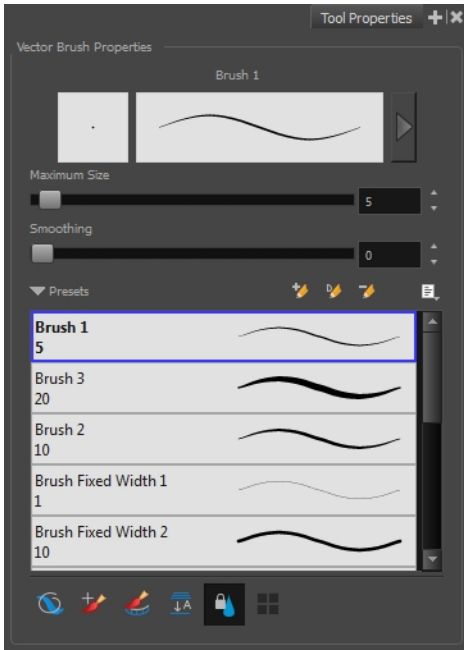 Tool Properties
Vector Brush Properties
Brush 1
Maximum Size
5
Smoothing
0
Presets
Brush 1
5
Brush 3
20
Brush 2
10
Brush Fixed Width 1
1
Brush Fixed Width 2
10